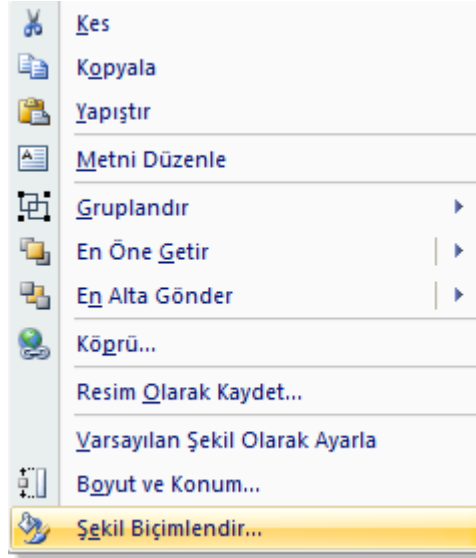 Kes
Kopyala
Yapıştır
Metni Düzenle
Gruplandır
En Öne Getir
En Alta Gönder
Köprü...
Resim Olarak Kaydet...
Varsayılan Şekil Olarak Ayarla
Boyut ve Konum...
Şekil Biçimlendir...